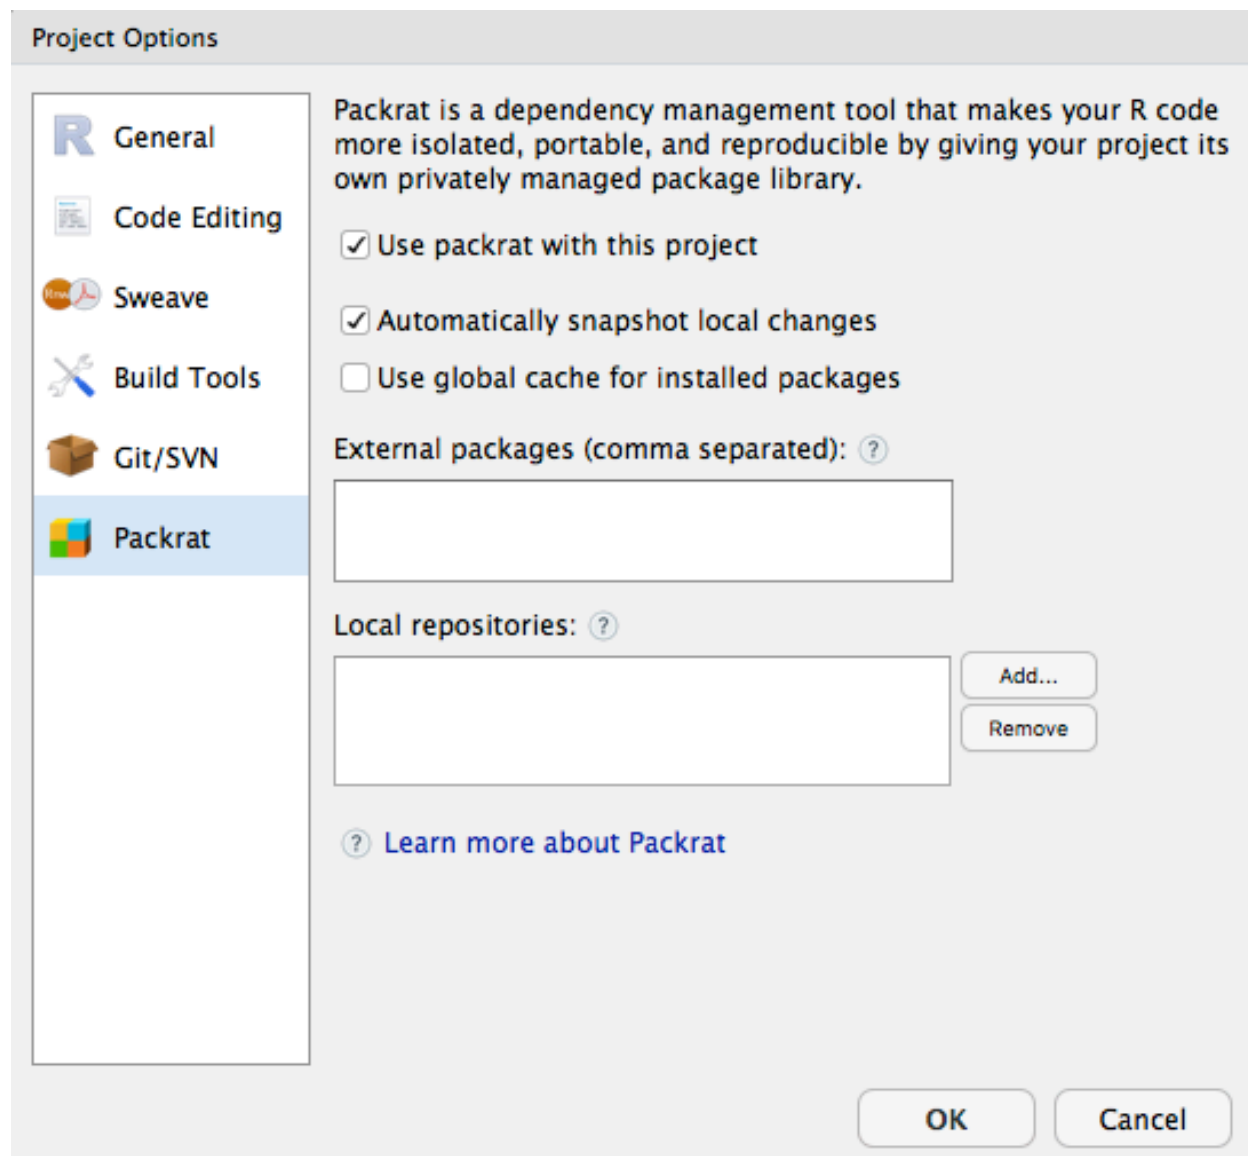 Project Options
General
Code Editing
Sweave
Build Tools
Git/SVN
Packrat
Packrat is a dependency management tool that makes your R code
more isolated, portable, and reproducible by giving your project its
own privately managed package library.
Use packrat with this project
Automatically snapshot local changes
Use global cache for installed packages
External packages (comma separated): ?
Local repositories: ?
Add...
Remove
? Learn more about Packrat
OK
Cancel